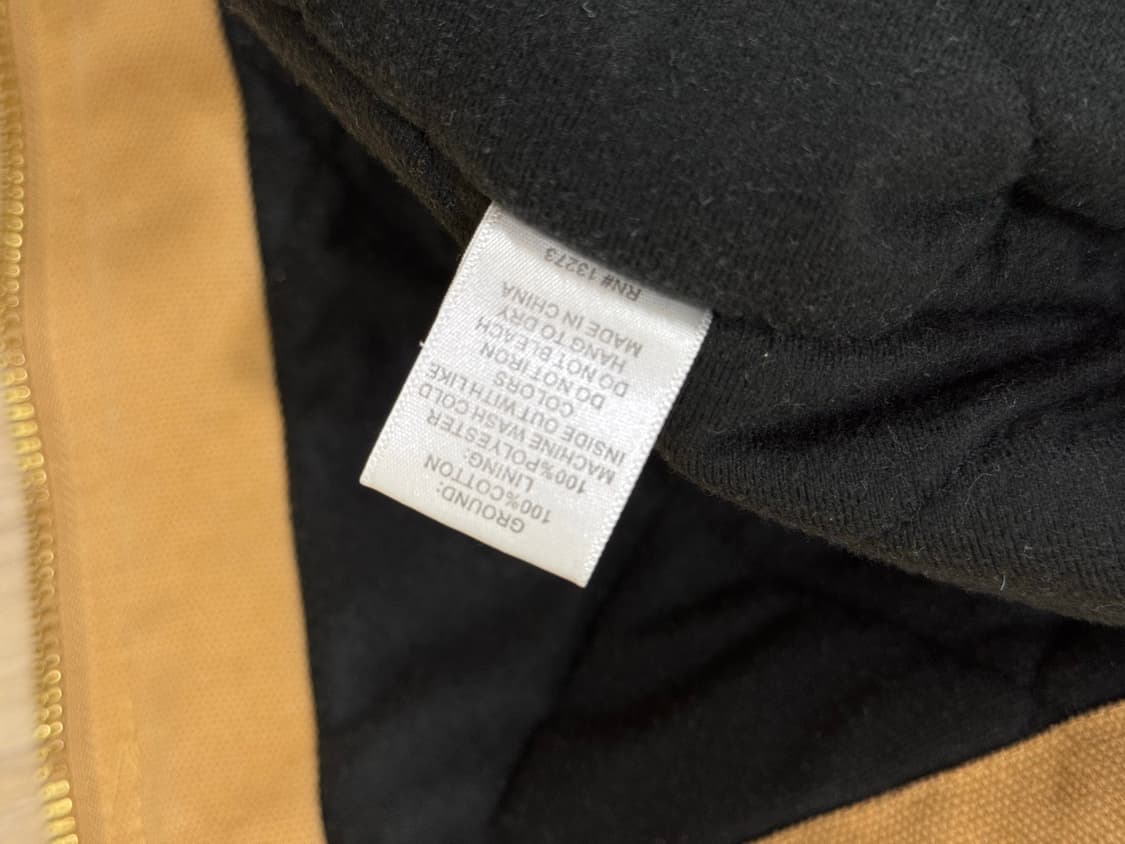 GROUND:
100%COTTON
LINING:
100%POLYESTER
MACHINE WASH COLD
INSIDE OUT WITH LIKE
COLORS
DO NOT IRON
DO NOT BLEACH
HANG TO DRY
MADE IN CHINA
RN# 13273